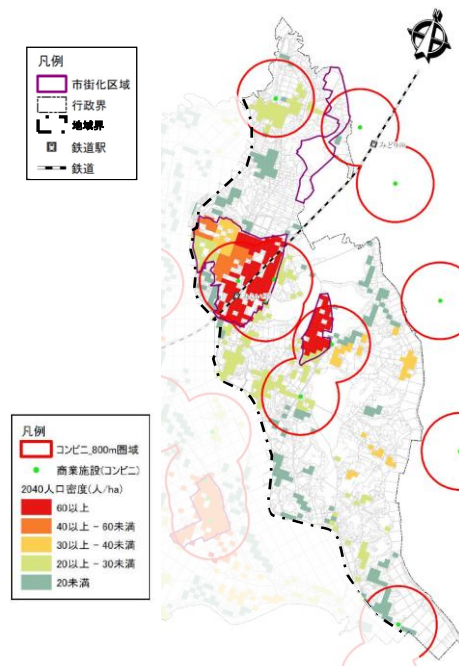 凡例
市街化区域
行政界
地域界
鉄道駅
鉄道
凡例
コンビニ_800m圏域
商業施設(コンビニ)
2040人口密度(人/ha)
60以上
40以上 - 60未満
30以上 - 40未満
20以上 - 30未満
20未満